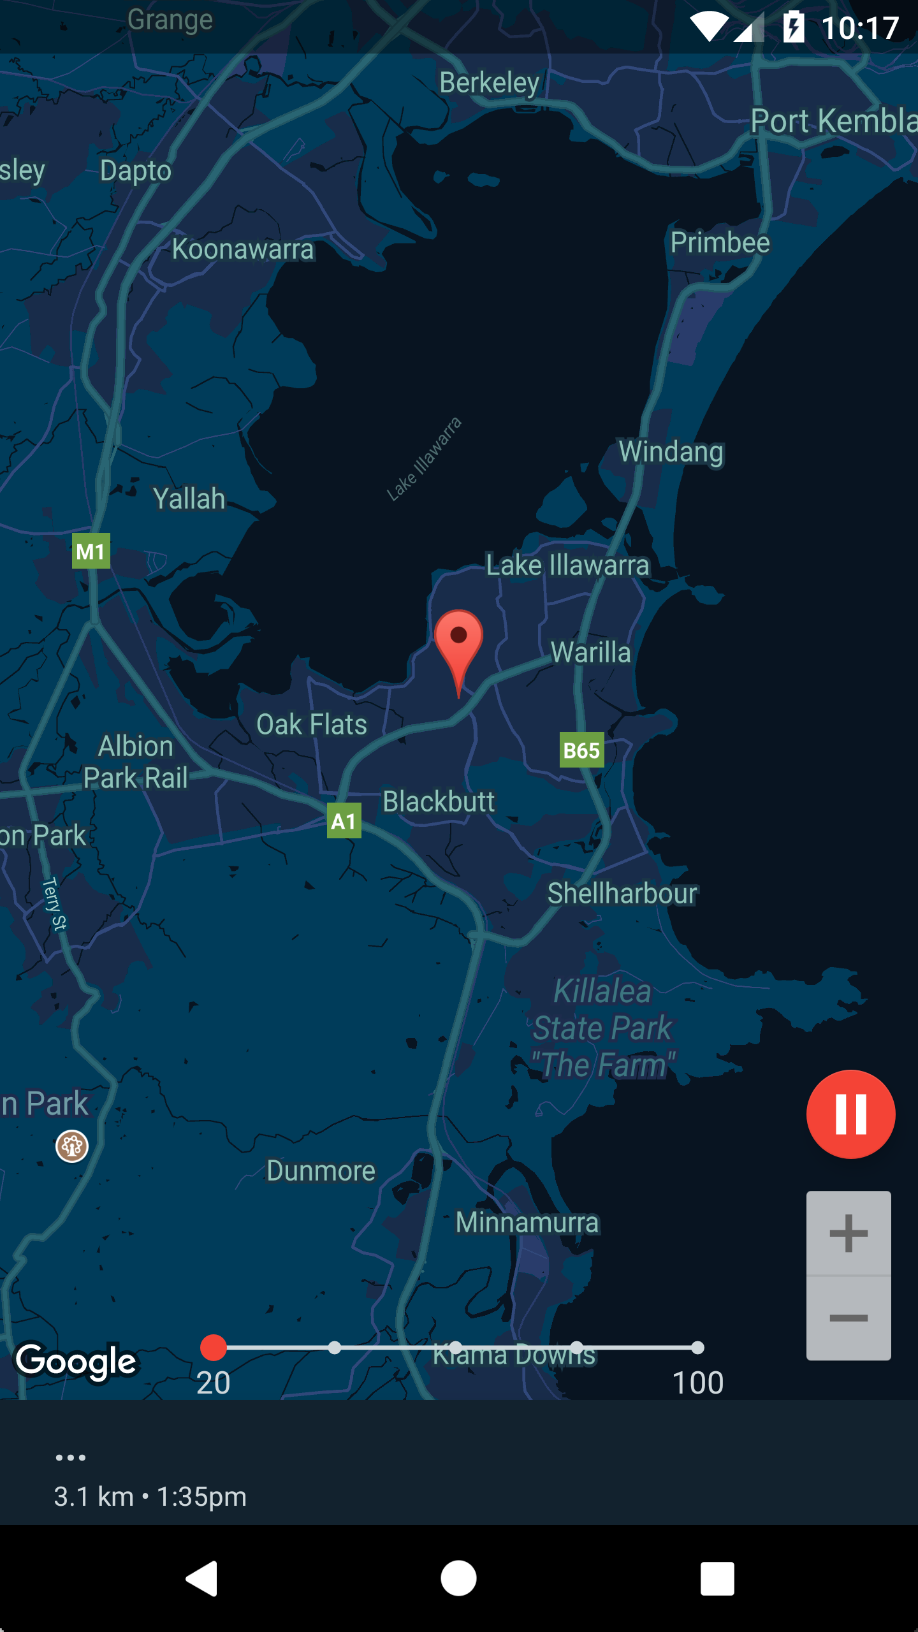 Grange
10:17
Berkeley
Port Kembla
sley
Dapto
Koonawarra
Primbee
Lake Illawarra
Windang
Yallah
M1
Lake Illawarra
Warilla
Oak Flats
Albion
Park Rail
B65
Blackbutt
A1
on Park
Terry St
Shellharbour
Killalea
State Park
"The Farm"
n Park
Dunmore
Minnamurra
Kiama Downs
Google
20
100
...
3.1 km • 1:35pm